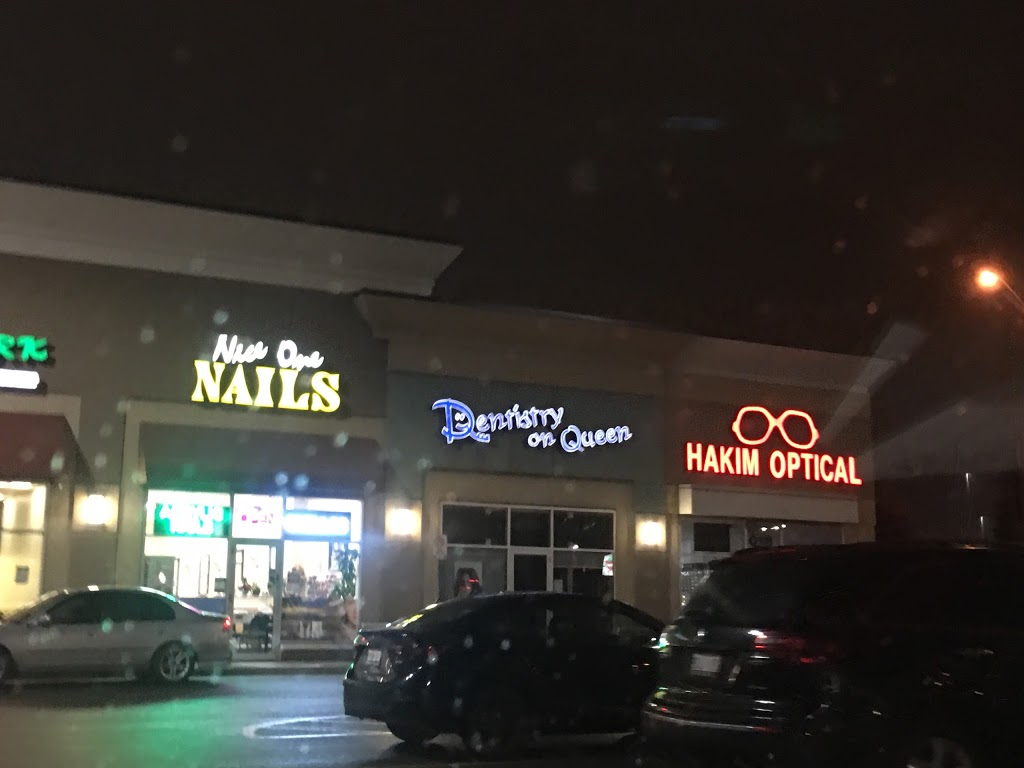 Nice One
NAILS
Dentistry
on Queen
HAKIM OPTICAL